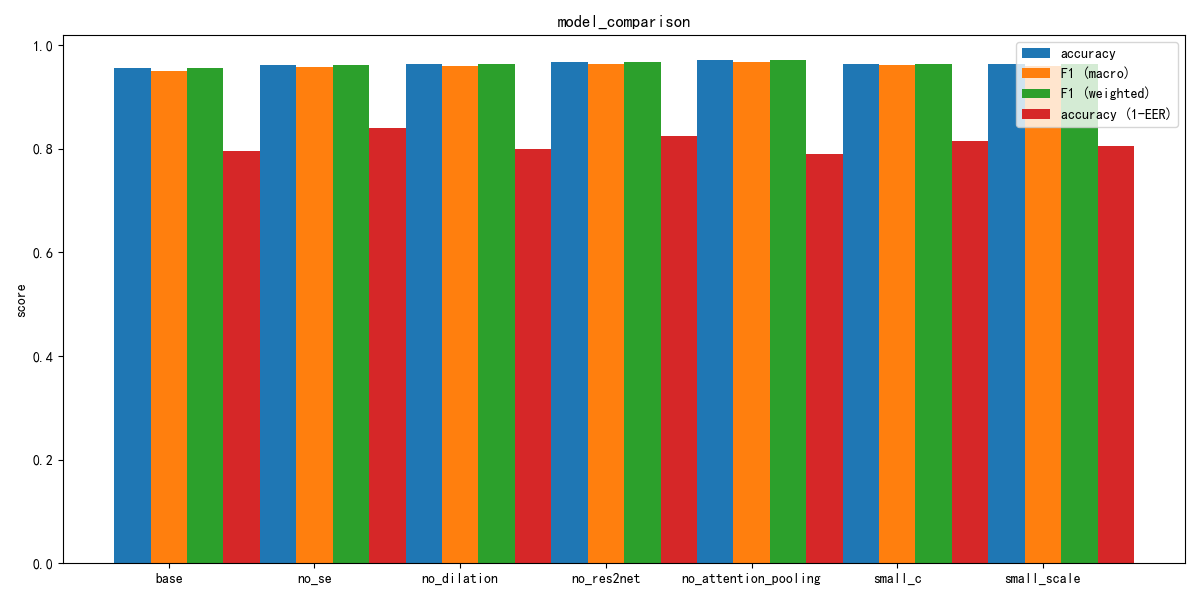 model_comparison
accuracy
F1 (macro)
F1 (weighted)
accuracy (1-EER)
score
1.0
0.8
0.6
0.4
0.2
0.0
base no_se no_dilation no_res2net no_attention_pooling small_c small_scale